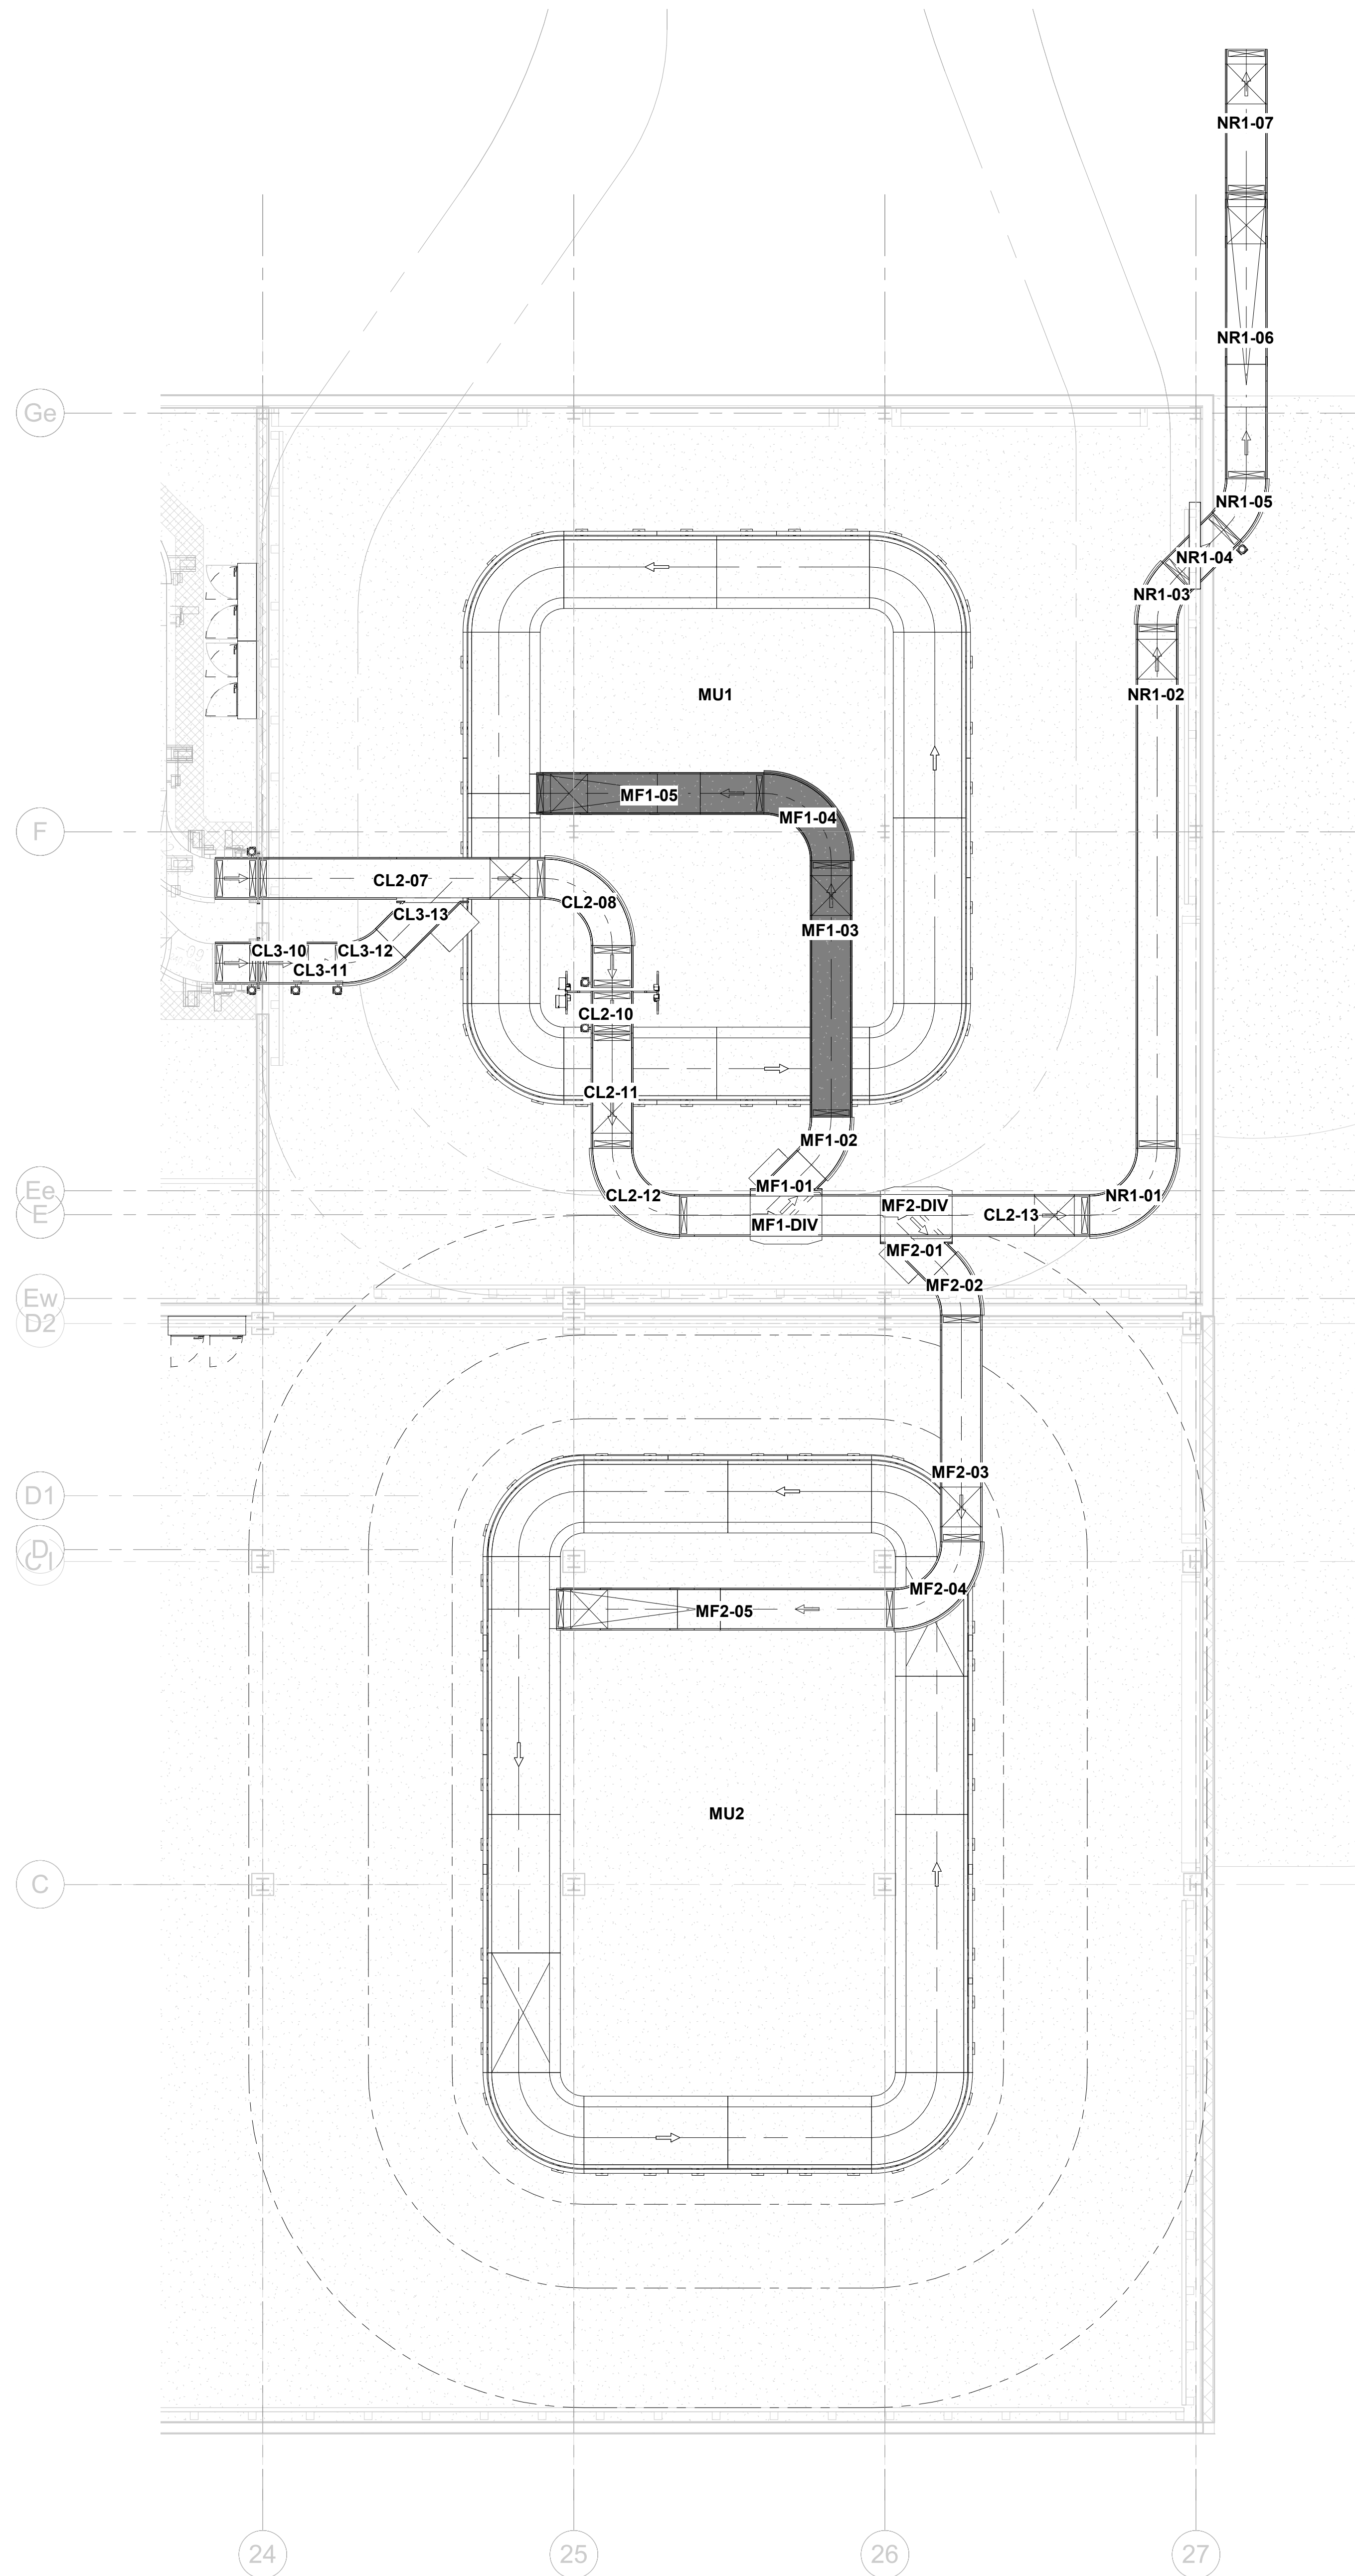 NR1-07
NR1-06
Ge
NR1-05
NR1-04
NR1-03
MU1
NR1-02
MF1-05
MF1-04
F
CL2-07
CL2-08
CL3-13
MF1-03
CL3-10
CL3-12
CL3-11
CL2-10
CL2-11
MF1-02
MF1-01
Ee
CL2-12
NR1-01
MF2-DIV
E
CL2-13
MF1-DIV
MF2-01
MF2-02
Ew
D2
MF2-03
D1
D
MF2-04
MF2-05
MU2
C
24
25
26
27